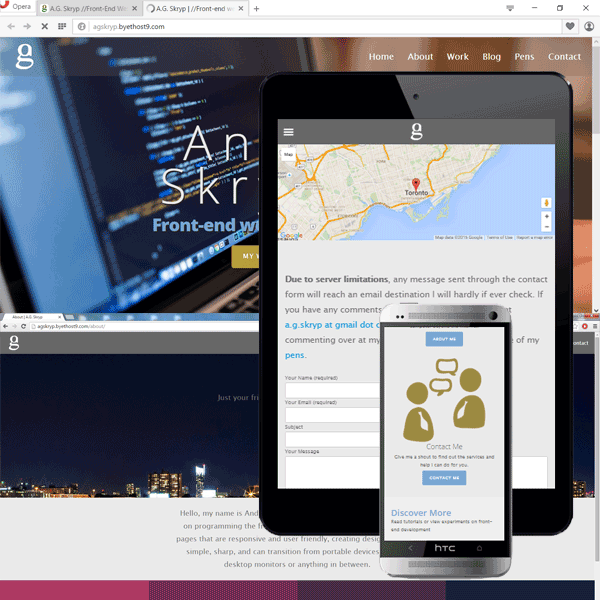 Opera
A.G. Skryp //Front-End W
A.G. Skryp | //Front-end w
agskryp.byethost9.com
g
Home About Work Blog Pens Contact
An
Skr
Front-end w
MY W
g
Map
Toronto
Google
Map data ©2016 Google Terms of Use Report a map error
Due to server limitations, any message sent through the contact
form will reach an email destination I will hardly if ever check. If
you have any comments
a.g.skryp at gmail dot c
commenting over at my
e of my
pens.
Your Name (required)
Your Email (required)
Subject
Your Message
About | A.G. Skryp
agskryp.byethost9.com/about/
g
ontact
Just your fri
Hello, my name is And
on programming the fr
pages that are responsive and user friendly, creating desig
simple, sharp, and can transition from portable devices,
desktop monitors or anything in between.
ABOUT ME
Contact Me
Give me a shout to find out the services and
help I can do for you.
CONTACT ME
Discover More
Read tutorials or view experiments on front-
end development
hTC